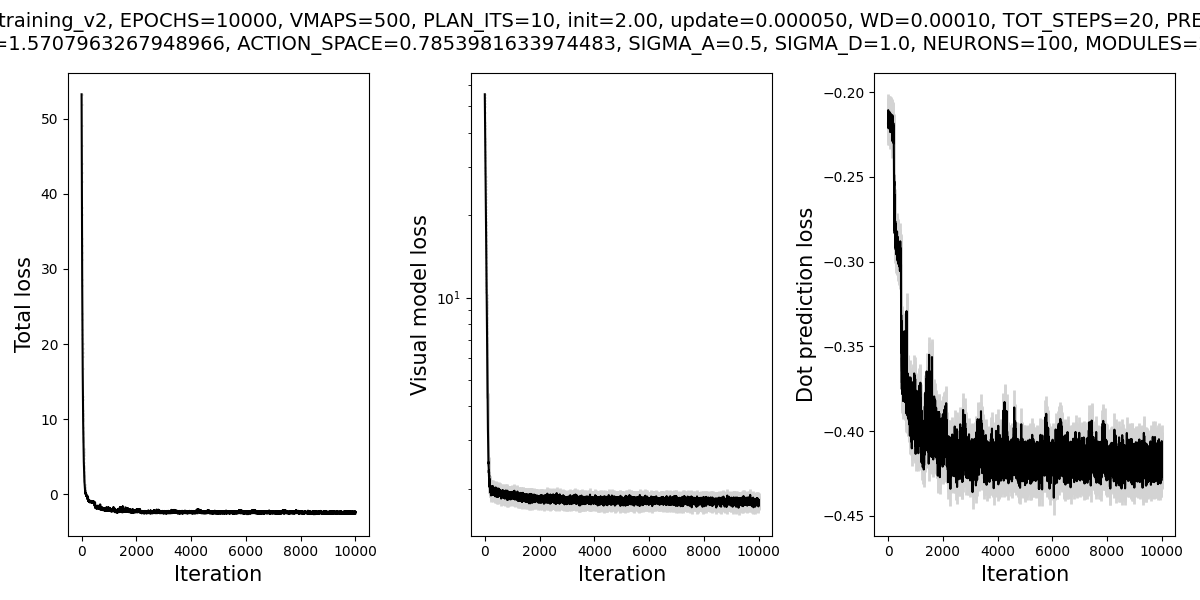 training_v2, EPOCHS=10000, VMAPS=500, PLAN_ITS=10, init=2.00, update=0.000050, WD=0.00010, TOT_STEPS=20, PRE
=1.5707963267948966, ACTION_SPACE=0.7853981633974483, SIGMA_A=0.5, SIGMA_D=1.0, NEURONS=100, MODULES=
Total loss
50
40
30
20
10
0
0 2000 4000 6000 8000 10000
Iteration
Visual model loss
10¹
0 2000 4000 6000 8000 10000
Iteration
Dot prediction loss
−0.20
−0.25
−0.30
−0.35
−0.40
−0.45
0 2000 4000 6000 8000 10000
Iteration